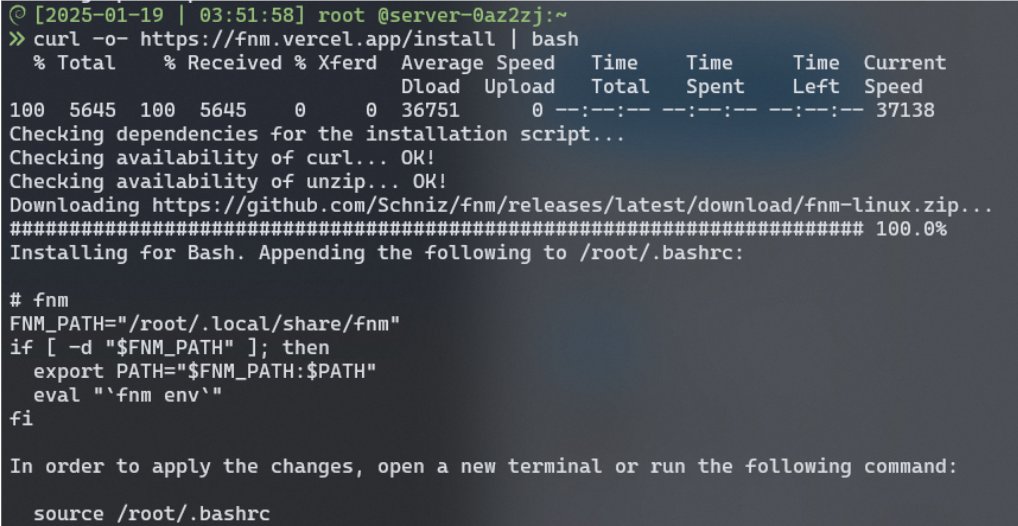 [2025-01-19 | 03:51:58] root @server-0az2zj:~
» curl -o- https://fnm.vercel.app/install | bash
  % Total    % Received % Xferd  Average Speed   Time    Time     Time  Current
                                 Dload  Upload   Total   Spent    Left  Speed
100  5645  100  5645    0     0  36751      0 --:--:-- --:--:-- --:--:-- 37138
Checking dependencies for the installation script...
Checking availability of curl... OK!
Checking availability of unzip... OK!
Downloading https://github.com/Schniz/fnm/releases/latest/download/fnm-linux.zip...
######################################################################## 100.0%
Installing for Bash. Appending the following to /root/.bashrc:

# fnm
FNM_PATH="/root/.local/share/fnm"
if [ -d "$FNM_PATH" ]; then
  export PATH="$FNM_PATH:$PATH"
  eval "`fnm env`"
fi

In order to apply the changes, open a new terminal or run the following command:

  source /root/.bashrc